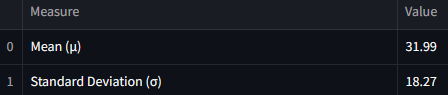 Measure Value
0 Mean (μ) 31.99
1 Standard Deviation (σ) 18.27